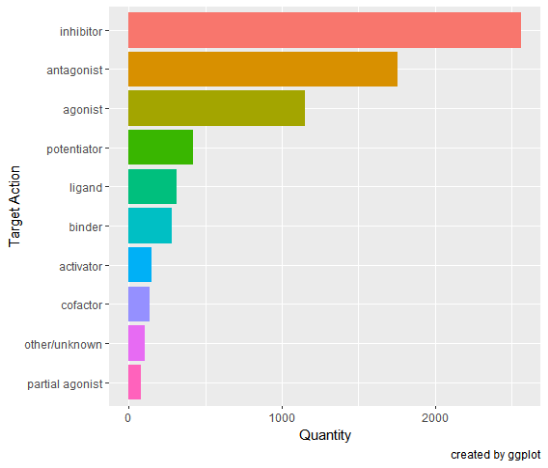 inhibitor
antagonist
agonist
potentiator
ligand
binder
activator
cofactor
other/unknown
partial agonist
Target Action
0 1000 2000
Quantity
created by ggplot